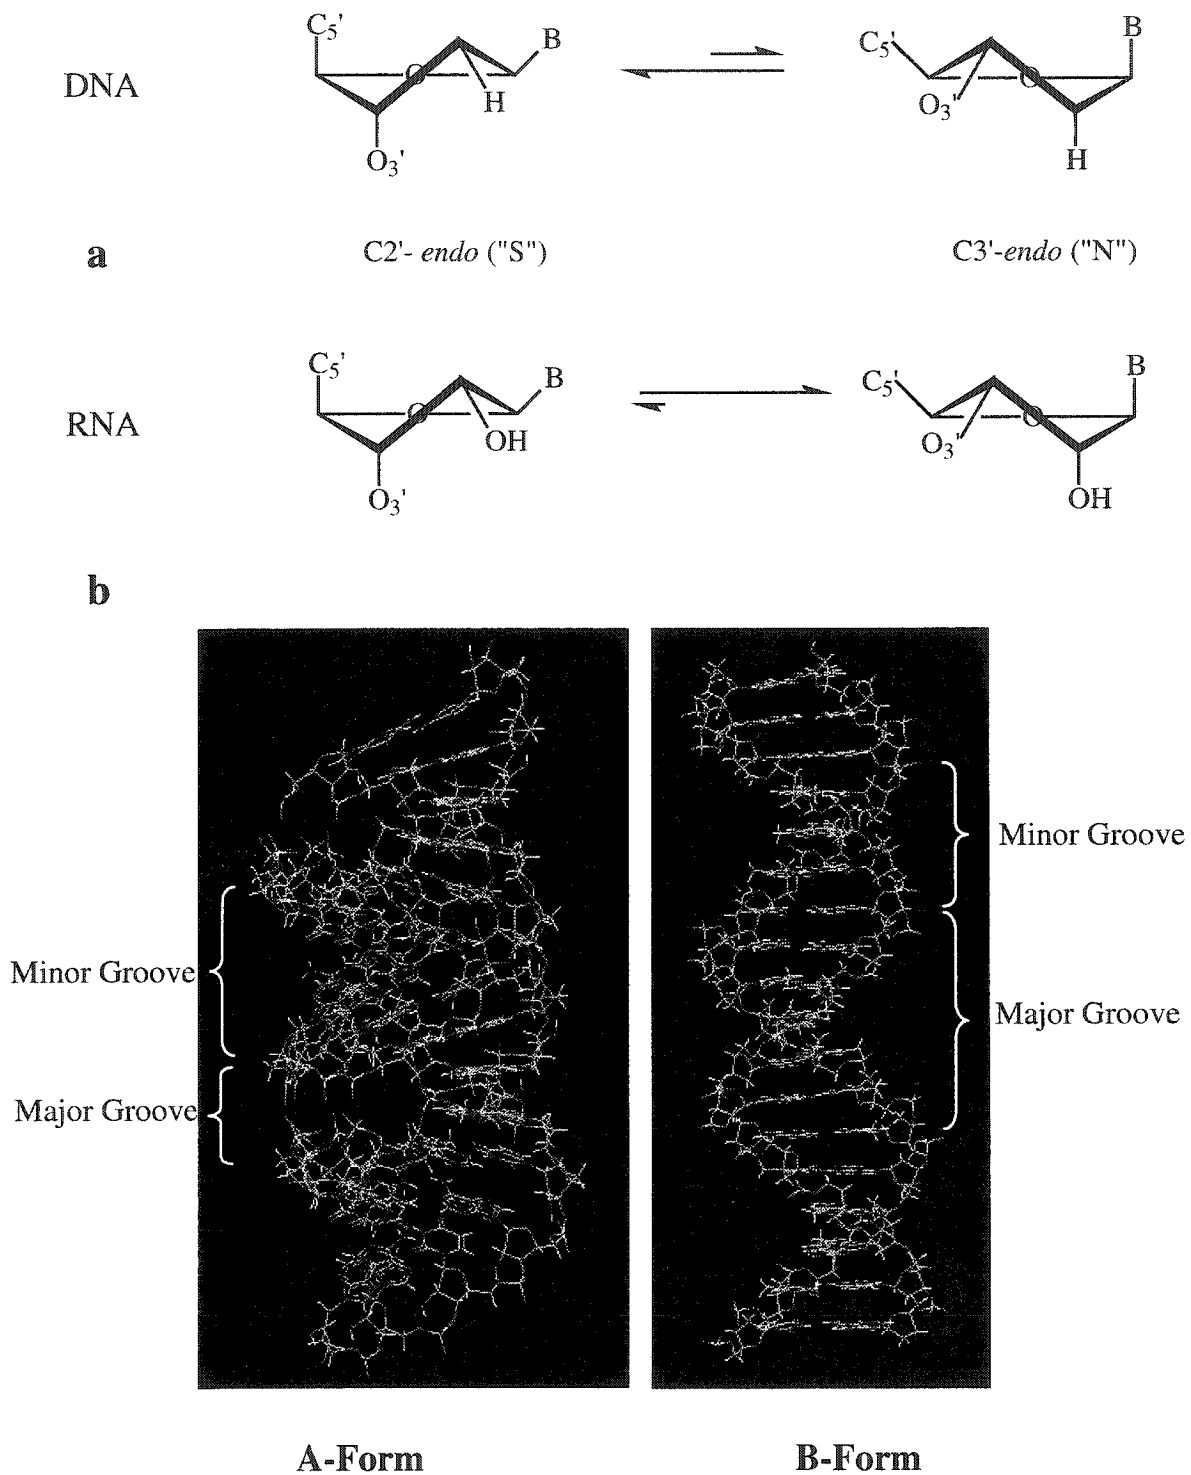 C5' B C5' B
DNA O H O3' O
O3' H
a C2'- endo ("S") C3'-endo ("N")
C5' B C5' B
RNA O OH O3' O
O3' OH
b
Minor Groove
Minor Groove
Major Groove
Major Groove
A-Form B-Form